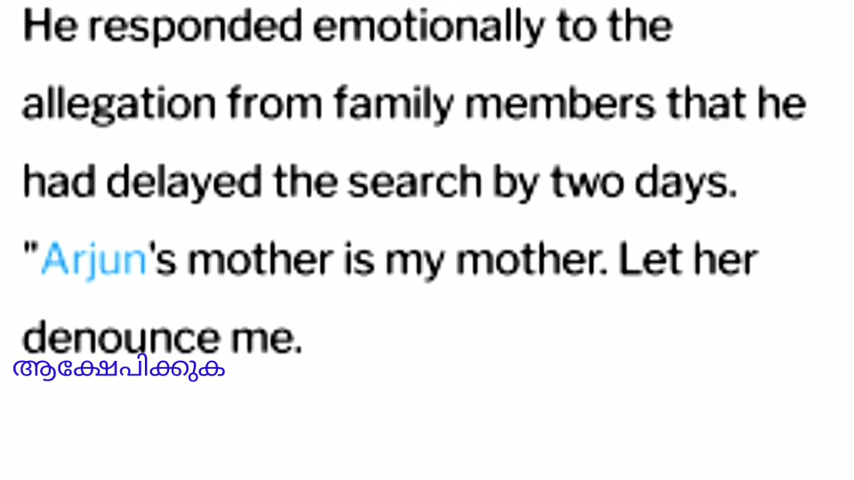 He responded emotionally to the
allegation from family members that he
had delayed the search by two days.
"Arjun's mother is my mother. Let her
denounce me.
ആക്ഷേപിക്കുക